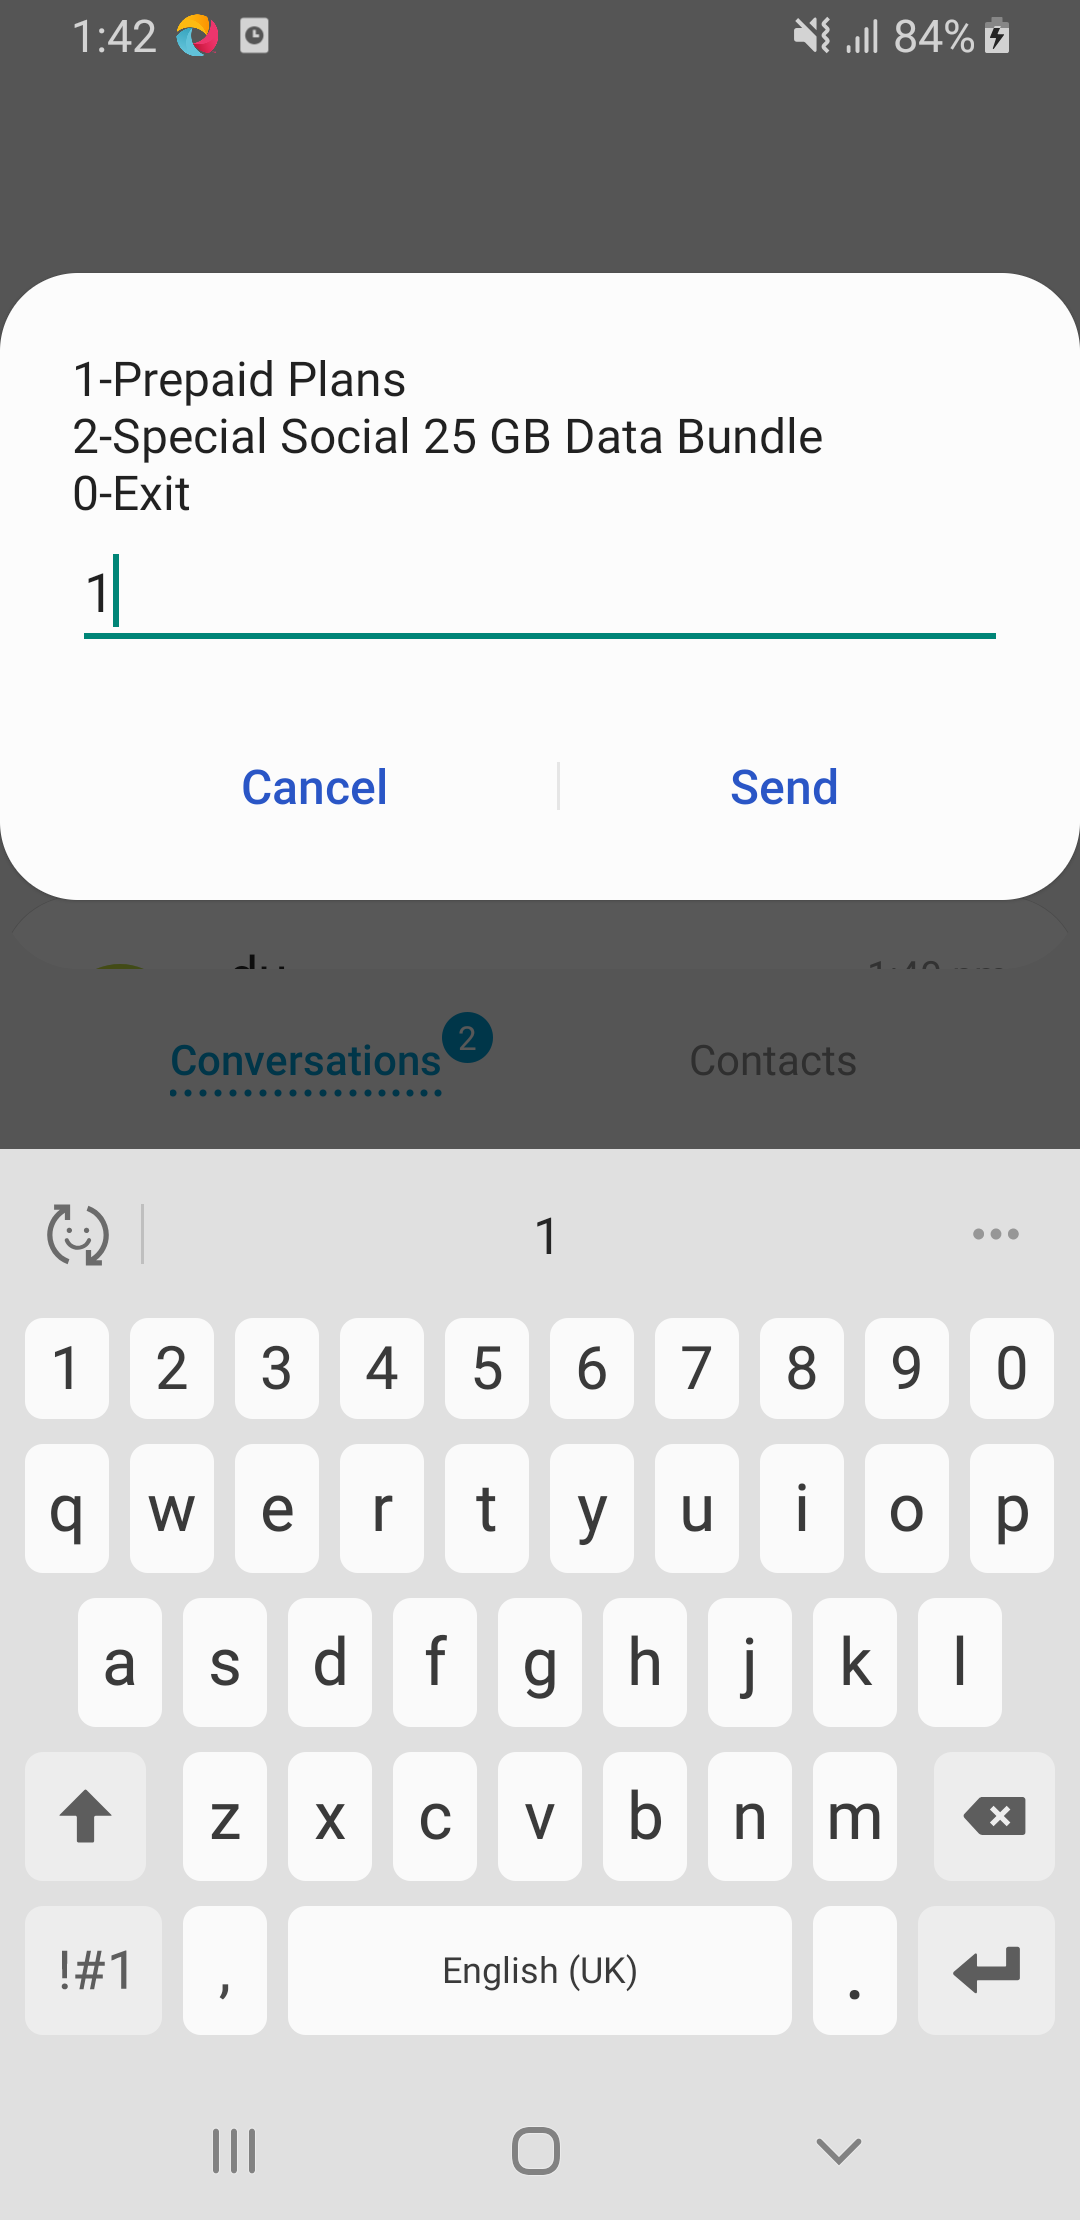 1:42
84%
1-Prepaid Plans
2-Special Social 25 GB Data Bundle
0-Exit
1
Cancel
Send
Conversations
2
Contacts
1
1 2 3 4 5 6 7 8 9 0
q w e r t y u i o p
a s d f g h j k l
z x c v b n m
!#1 , English (UK) .